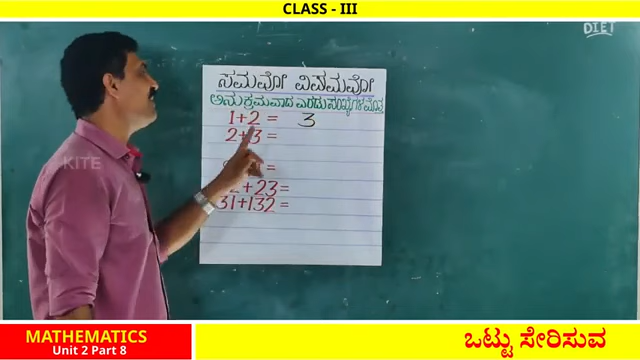 CLASS - III
DIET
KITE
ಸಮವೋ ವಿಷಮವೋ
ಅನುಕ್ರಮವಾದ ಎರಡು ಸಂಖ್ಯೆಗಳ ಮೊತ್ತ
1+2 = 3
2+3 =
=
2+23=
31+132 =
MATHEMATICS
Unit 2 Part 8
ಒಟ್ಟು ಸೇರಿಸುವ